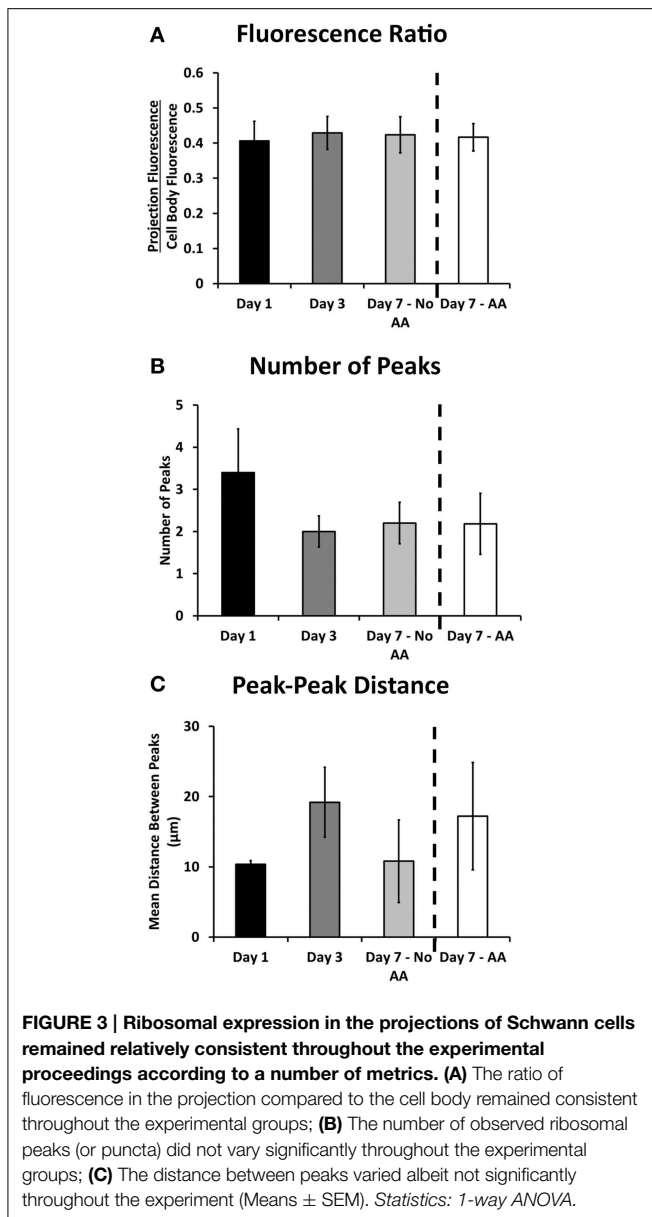 A Fluorescence Ratio
Projection Fluorescence
Cell Body Fluorescence
0.6
0.5
0.4
0.3
0.2
0.1
0
Day 1 Day 3 Day 7 - No AA Day 7 - AA
B Number of Peaks
Number of Peaks
5
4
3
2
1
0
Day 1 Day 3 Day 7 - No AA Day 7 - AA
C Peak-Peak Distance
Mean Distance Between Peaks
(µm)
30
20
10
0
Day 1 Day 3 Day 7 - No AA Day 7 - AA
FIGURE 3 | Ribosomal expression in the projections of Schwann cells
remained relatively consistent throughout the experimental
proceedings according to a number of metrics. (A) The ratio of
fluorescence in the projection compared to the cell body remained consistent
throughout the experimental groups; (B) The number of observed ribosomal
peaks (or puncta) did not vary significantly throughout the experimental
groups; (C) The distance between peaks varied albeit not significantly
throughout the experiment (Means ± SEM). Statistics: 1-way ANOVA.